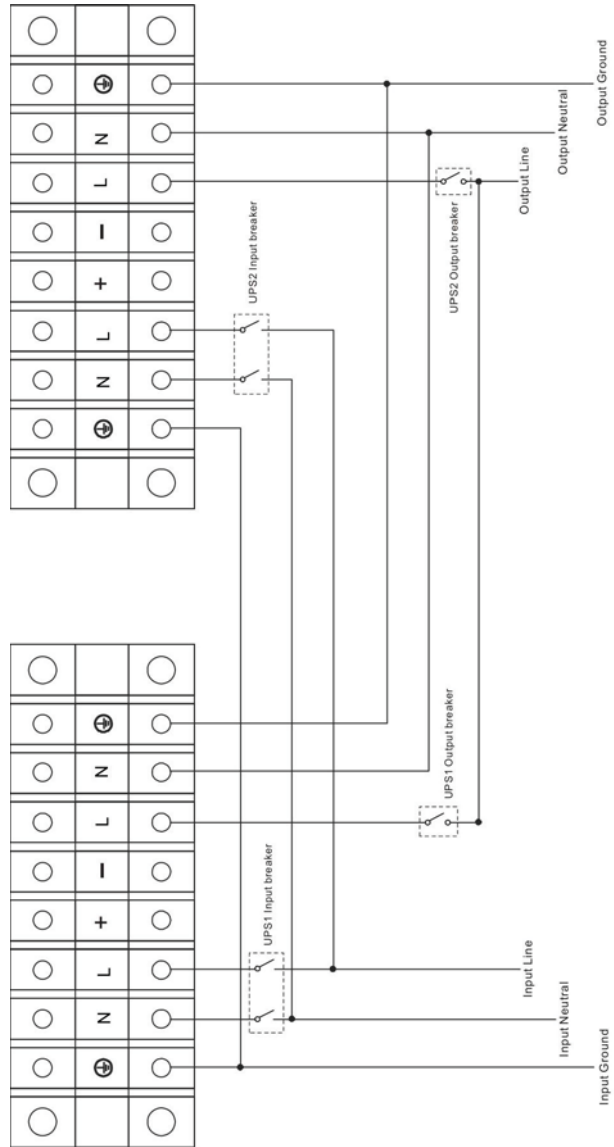 ⏚ N L + − L N ⏚
⏚ N L + − L N ⏚
UPS1 Input breaker
UPS2 Input breaker
UPS1 Output breaker
UPS2 Output breaker
Input Line
Output Line
Input Neutral
Output Neutral
Input Ground
Output Ground